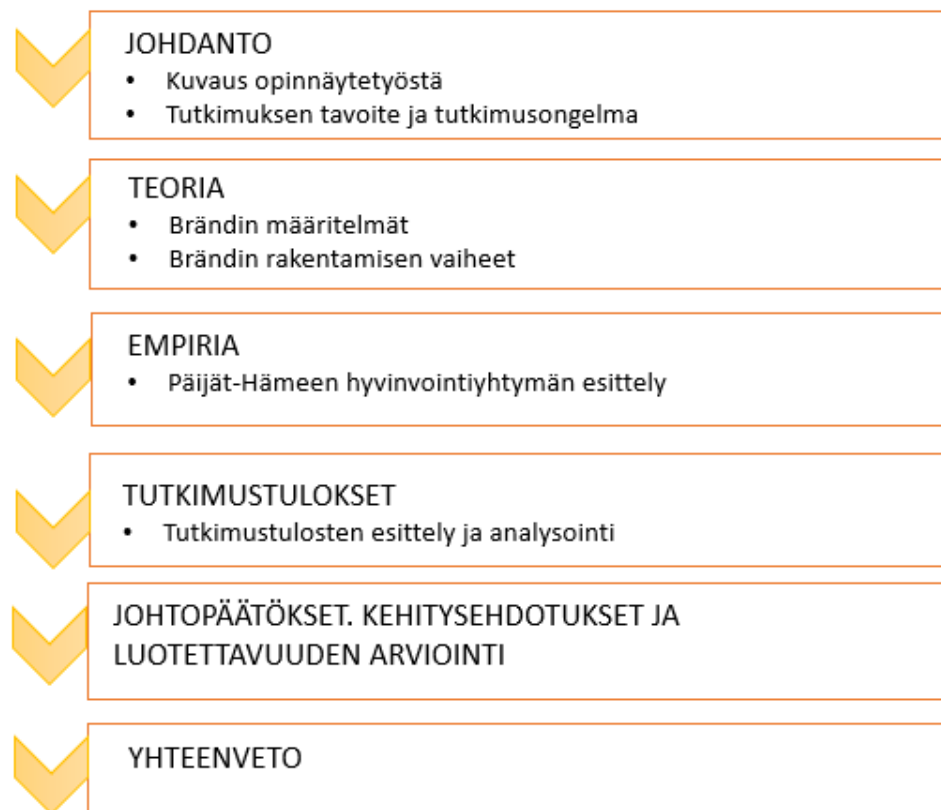 JOHDANTO
• Kuvaus opinnäytetyöstä
• Tutkimuksen tavoite ja tutkimusongelma
TEORIA
• Brändin määritelmät
• Brändin rakentamisen vaiheet
EMPIRIA
• Päijät-Hämeen hyvinvointiyhtymän esittely
TUTKIMUSTULOKSET
• Tutkimustulosten esittely ja analysointi
JOHTOPÄÄTÖKSET. KEHITYSEHDOTUKSET JA
LUOTETTAVUUDEN ARVIOINTI
YHTEENVETO